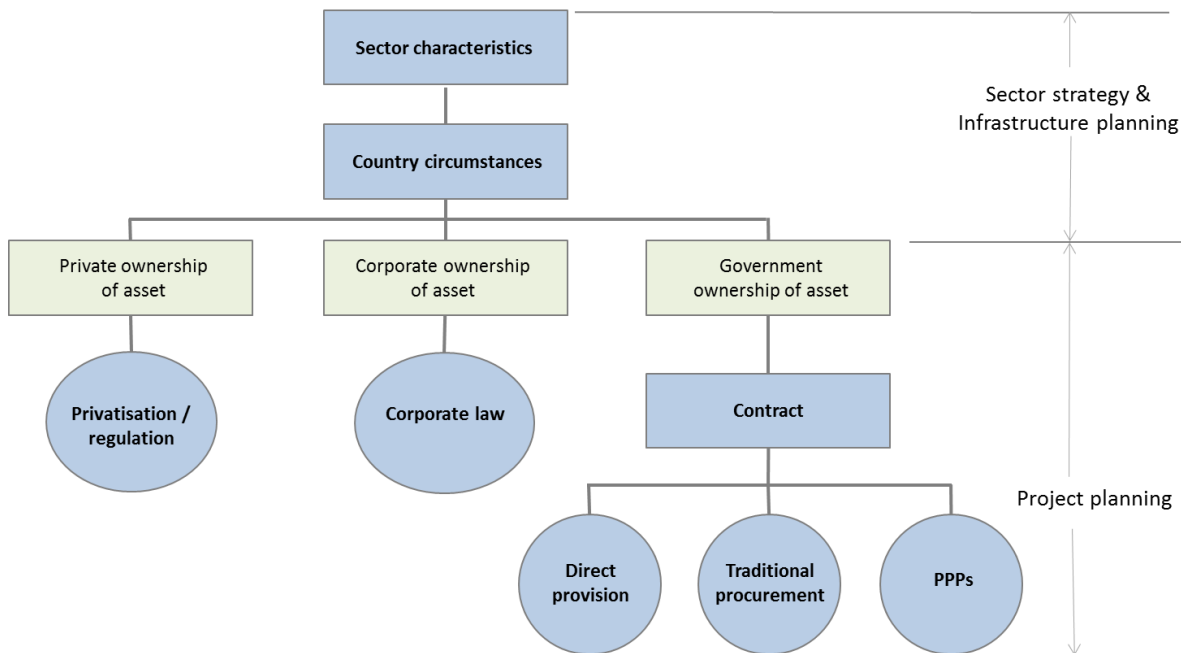 Sector characteristics
Sector strategy &
Infrastructure planning
Country circumstances
Private ownership
of asset
Corporate ownership
of asset
Government
ownership of asset
Privatisation /
regulation
Corporate law
Contract
Project planning
Direct
provision
Traditional
procurement
PPPs